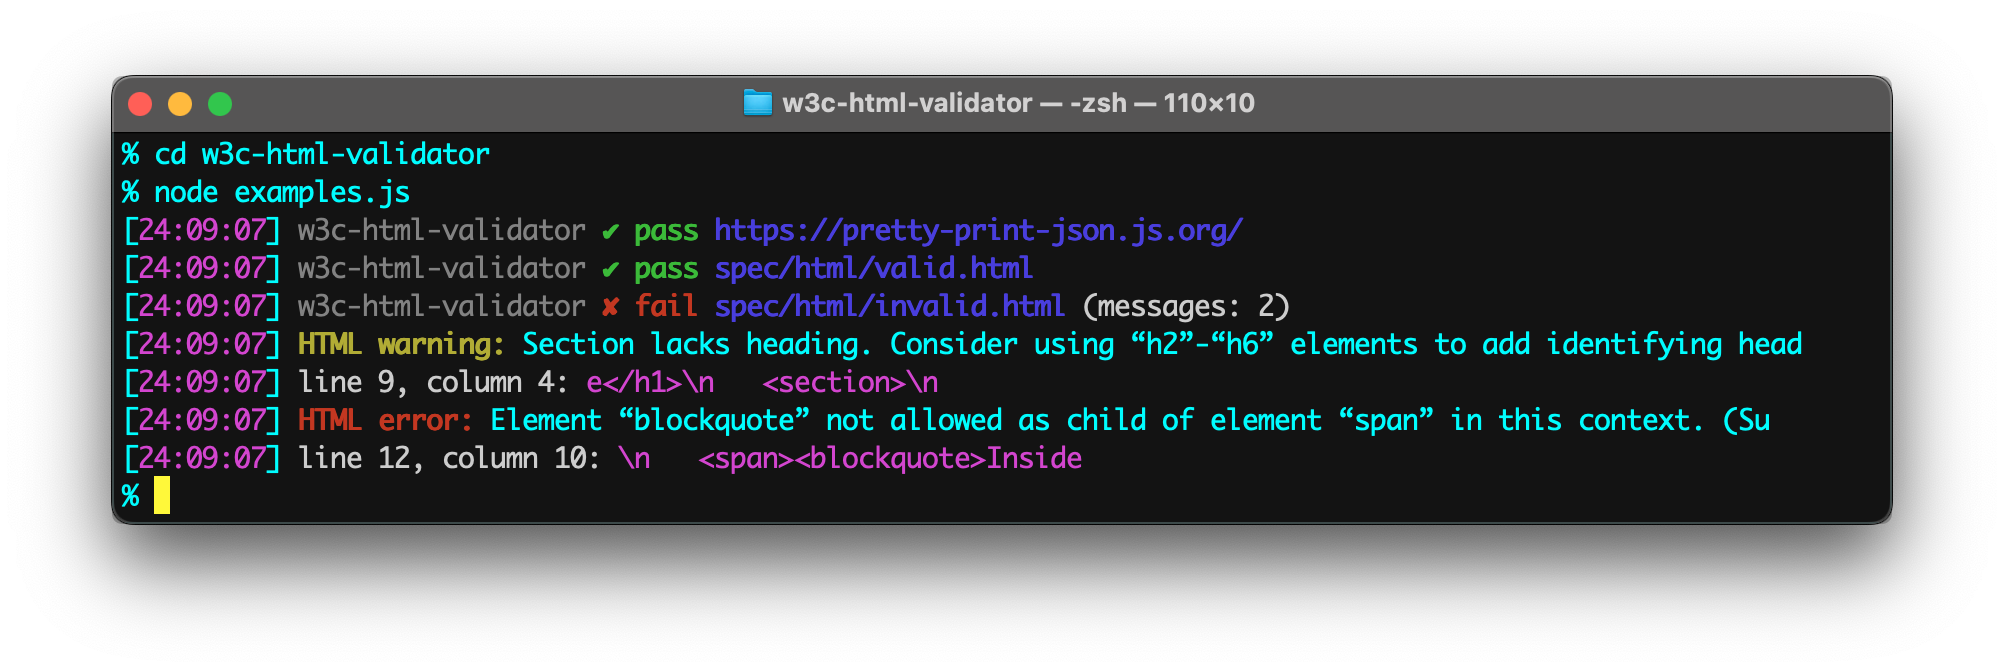 w3c-html-validator — -zsh — 110×10
% cd w3c-html-validator
% node examples.js
[24:09:07] w3c-html-validator ✔ pass https://pretty-print-json.js.org/
[24:09:07] w3c-html-validator ✔ pass spec/html/valid.html
[24:09:07] w3c-html-validator ✘ fail spec/html/invalid.html (messages: 2)
[24:09:07] HTML warning: Section lacks heading. Consider using “h2”-“h6” elements to add identifying head
[24:09:07] line 9, column 4: e</h1>\n   <section>\n
[24:09:07] HTML error: Element “blockquote” not allowed as child of element “span” in this context. (Su
[24:09:07] line 12, column 10: \n   <span><blockquote>Inside
%